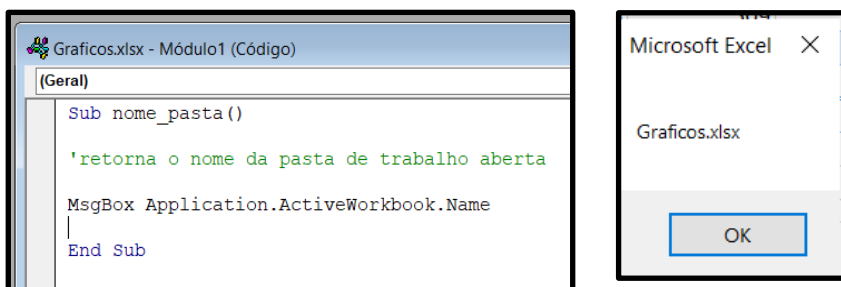 Graficos.xlsx - Módulo1 (Código)
(Geral)
Sub nome_pasta()
'retorna o nome da pasta de trabalho aberta
MsgBox Application.ActiveWorkbook.Name
End Sub
Microsoft Excel
Graficos.xlsx
OK